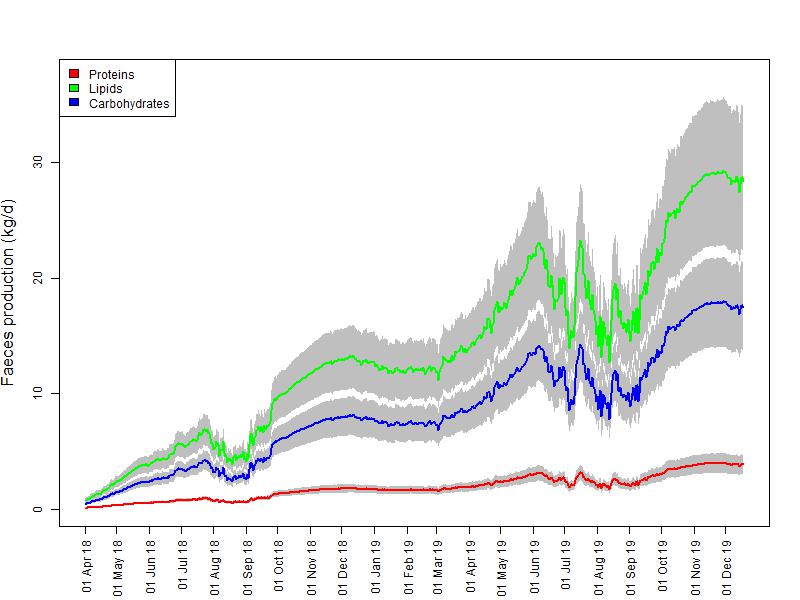 Proteins
Lipids
Carbohydrates
Faeces production (kg/d)
30
20
10
0
01 Apr 18
01 May 18
01 Jun 18
01 Jul 18
01 Aug 18
01 Sep 18
01 Oct 18
01 Nov 18
01 Dec 18
01 Jan 19
01 Feb 19
01 Mar 19
01 Apr 19
01 May 19
01 Jun 19
01 Jul 19
01 Aug 19
01 Sep 19
01 Oct 19
01 Nov 19
01 Dec 19